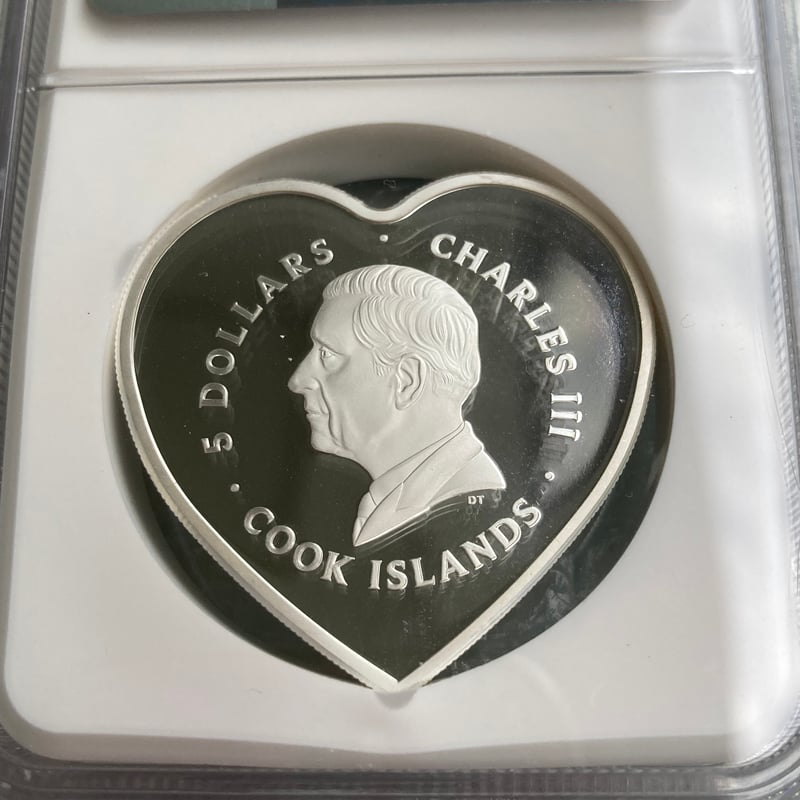 5 DOLLARS · CHARLES III
· COOK ISLANDS ·
DT